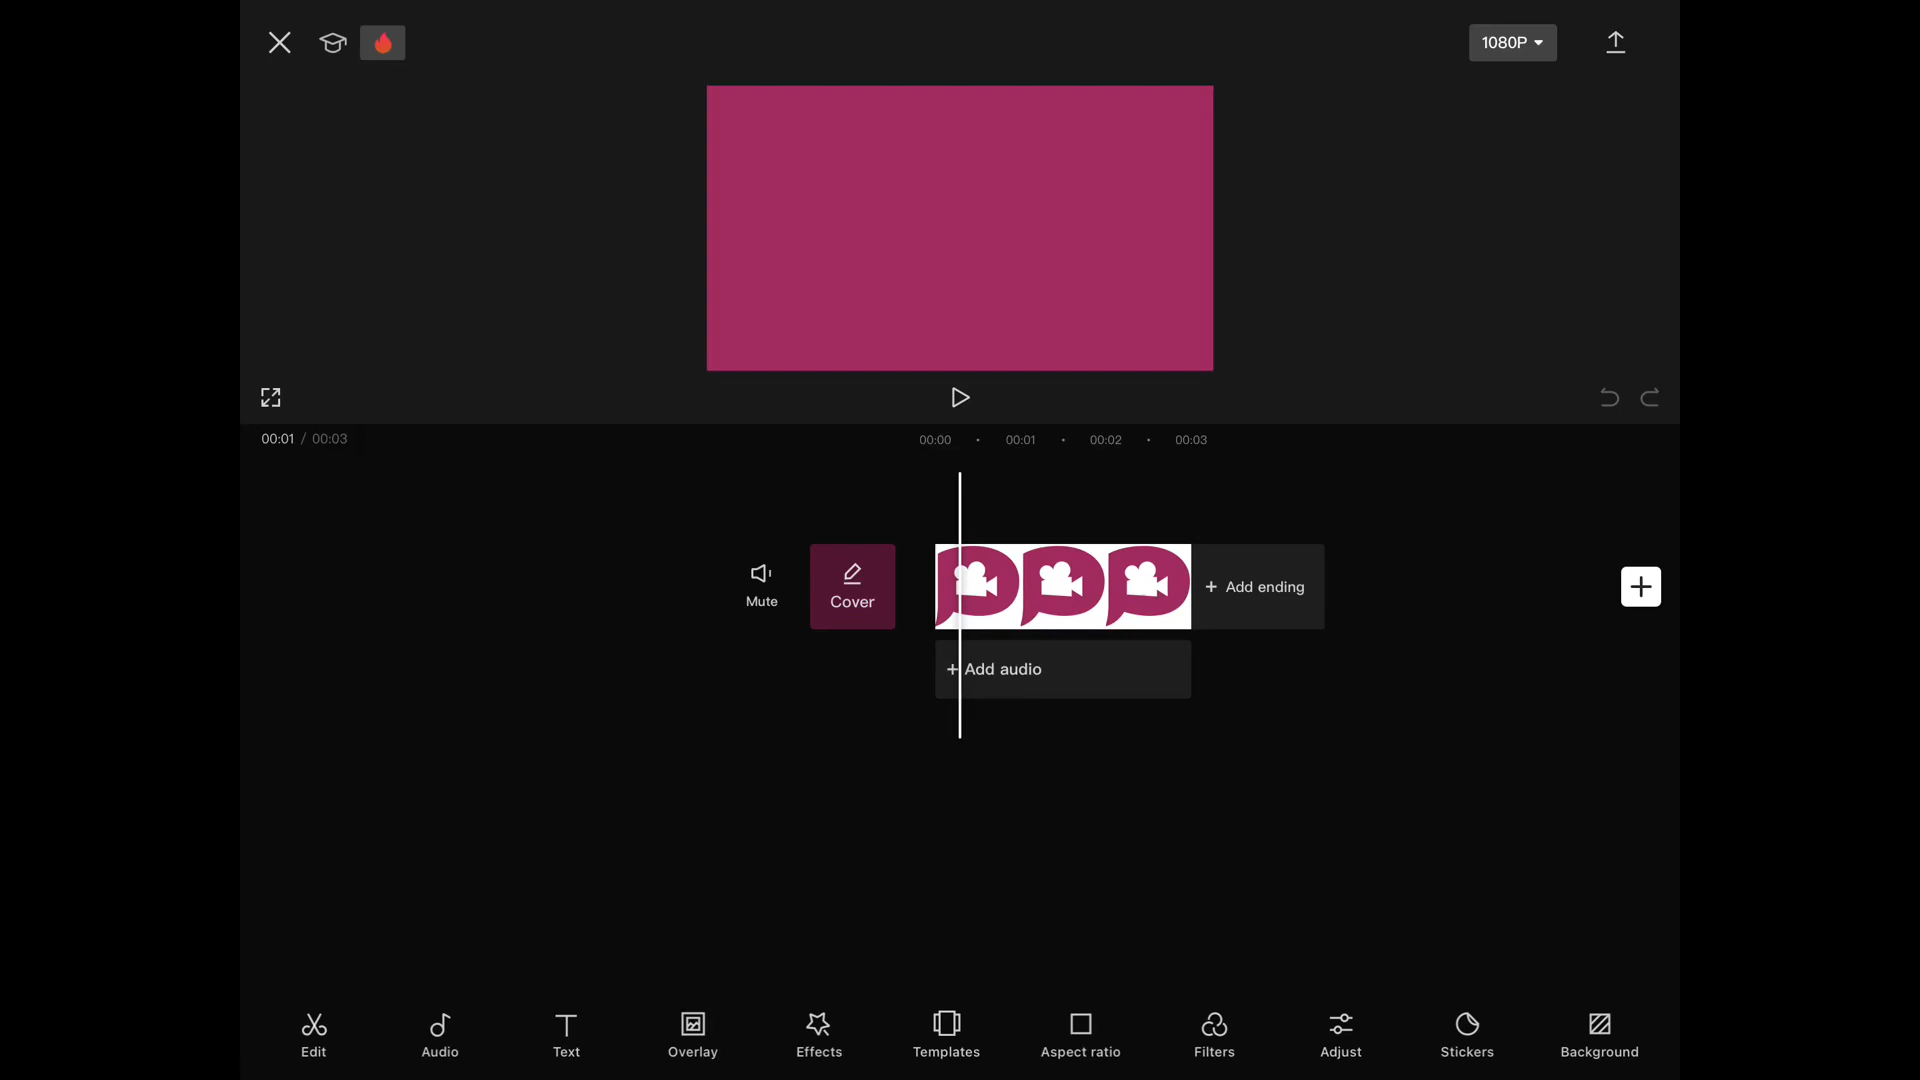 1080P
00:01 / 00:03
00:00 00:01 00:02 00:03
Mute
Cover
+ Add ending
+ Add audio
Edit
Audio
Text
Overlay
Effects
Templates
Aspect ratio
Filters
Adjust
Stickers
Background